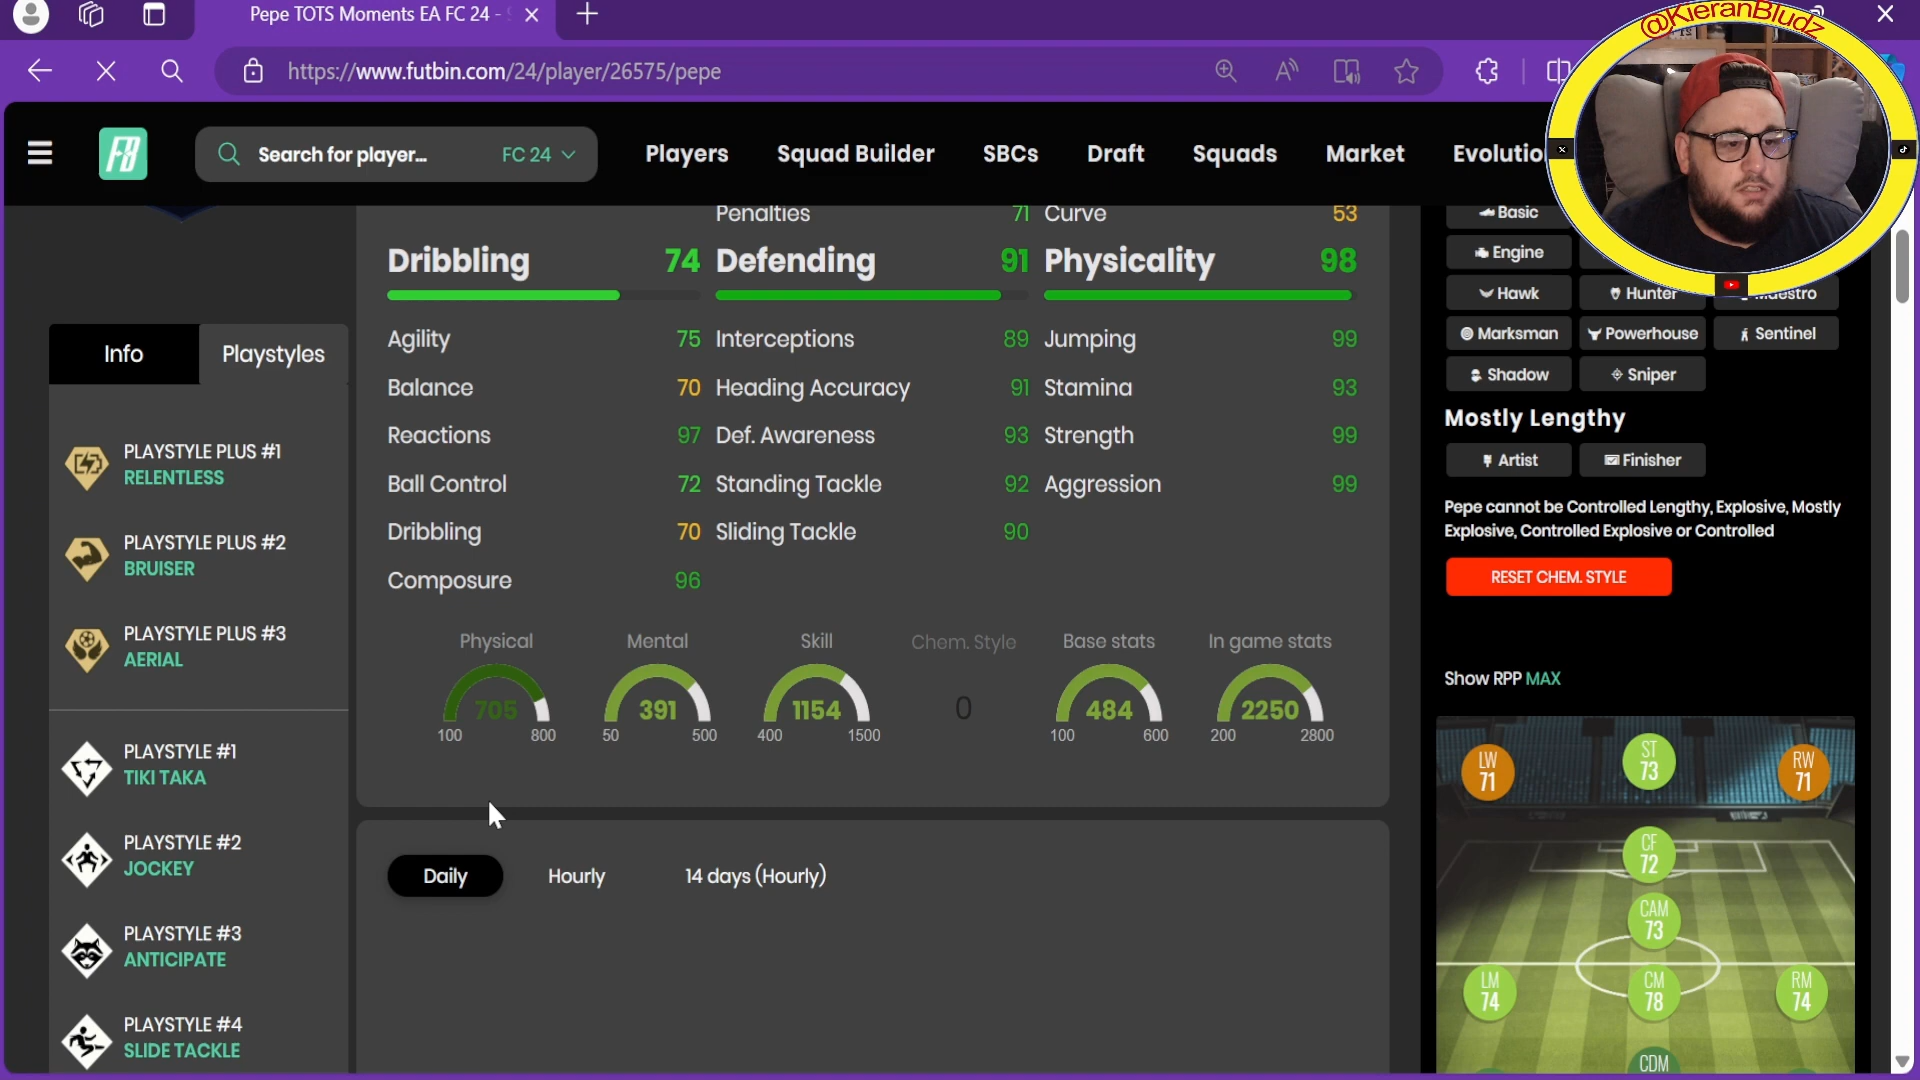 Pepe TOTS Moments EA FC 24 -
https://www.futbin.com/24/player/26575/pepe
@KieranBludz
Search for player...
FC 24
Players
Squad Builder
SBCs
Draft
Squads
Market
Info
Playstyles
PLAYSTYLE PLUS #1
RELENTLESS
PLAYSTYLE PLUS #2
BRUISER
PLAYSTYLE PLUS #3
AERIAL
PLAYSTYLE #1
TIKI TAKA
PLAYSTYLE #2
JOCKEY
PLAYSTYLE #3
ANTICIPATE
PLAYSTYLE #4
SLIDE TACKLE
Penalties 71 Curve 53
Dribbling 74 Defending 91 Physicality 98
Agility 75 Interceptions 89 Jumping 99
Balance 70 Heading Accuracy 91 Stamina 93
Reactions 97 Def. Awareness 93 Strength 99
Ball Control 72 Standing Tackle 92 Aggression 99
Dribbling 70 Sliding Tackle 90
Composure 96
Physical Mental Skill Chem. Style Base stats In game stats
705 391 1154 0 484 2250
100 800 50 500 400 1500 100 600 200 2800
Daily Hourly 14 days (Hourly)
Basic
Engine
Hawk Hunter
Marksman Powerhouse Sentinel
Shadow Sniper
Mostly Lengthy
Artist Finisher
Pepe cannot be Controlled Lengthy, Explosive, Mostly
Explosive, Controlled Explosive or Controlled
RESET CHEM. STYLE
Show RPP MAX
LW
71
ST
73
RW
71
CF
72
CAM
73
LM
74
CM
78
RM
74
CDM